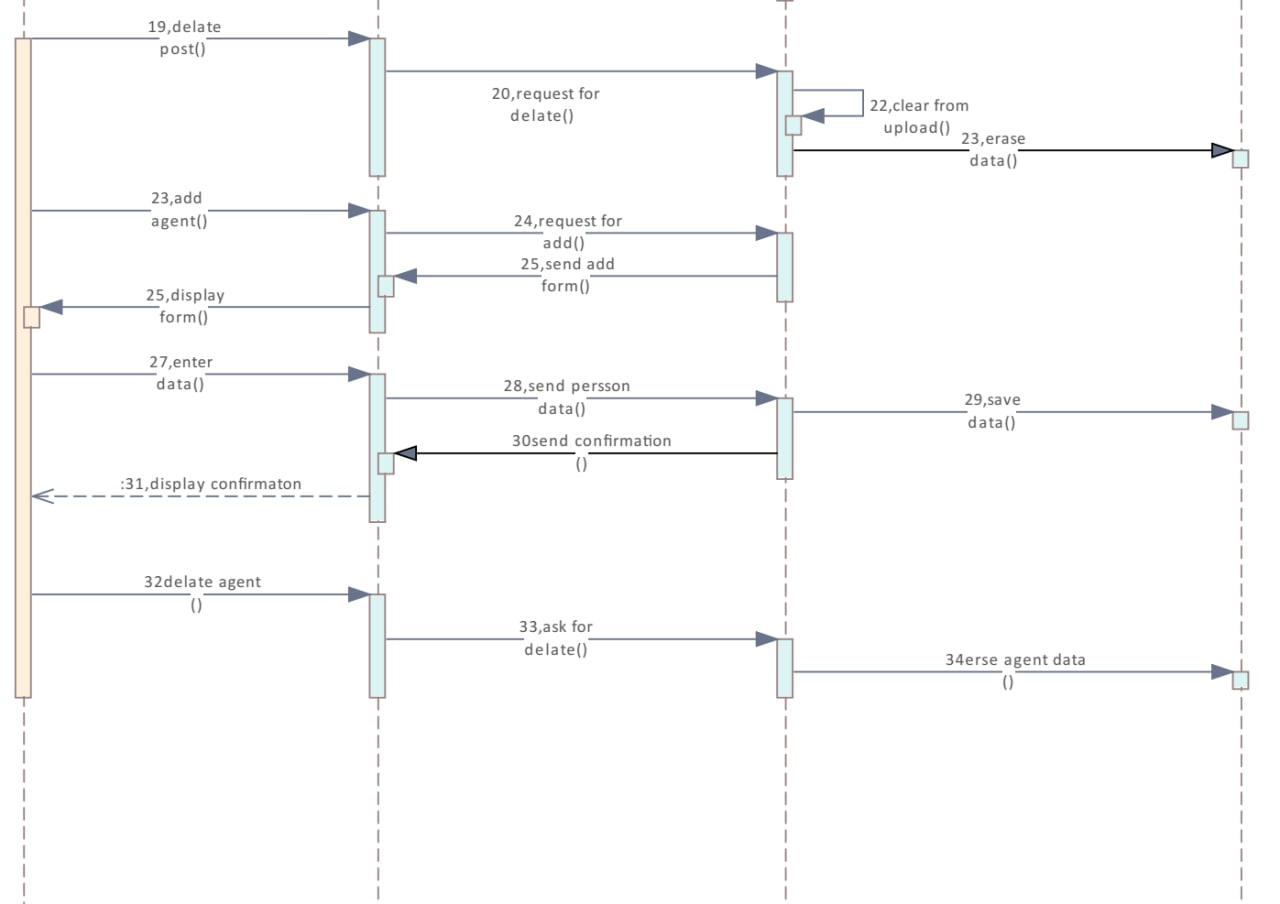 19,delate
post()
20,request for
delate()
22,clear from
upload()
23,erase
data()
23,add
agent()
24,request for
add()
25,send add
form()
25,display
form()
27,enter
data()
28,send persson
data()
29,save
data()
30send confirmation
()
:31,display confirmaton
32delate agent
()
33,ask for
delate()
34erse agent data
()